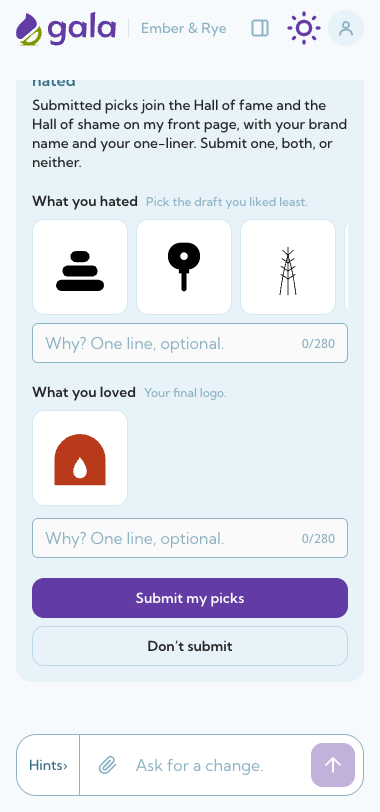 gala
Ember & Rye
hated
Submitted picks join the Hall of fame and the
Hall of shame on my front page, with your brand
name and your one-liner. Submit one, both, or
neither.
What you hated Pick the draft you liked least.
Why? One line, optional. 0/280
What you loved Your final logo.
Why? One line, optional. 0/280
Submit my picks
Don’t submit
Hints› Ask for a change.